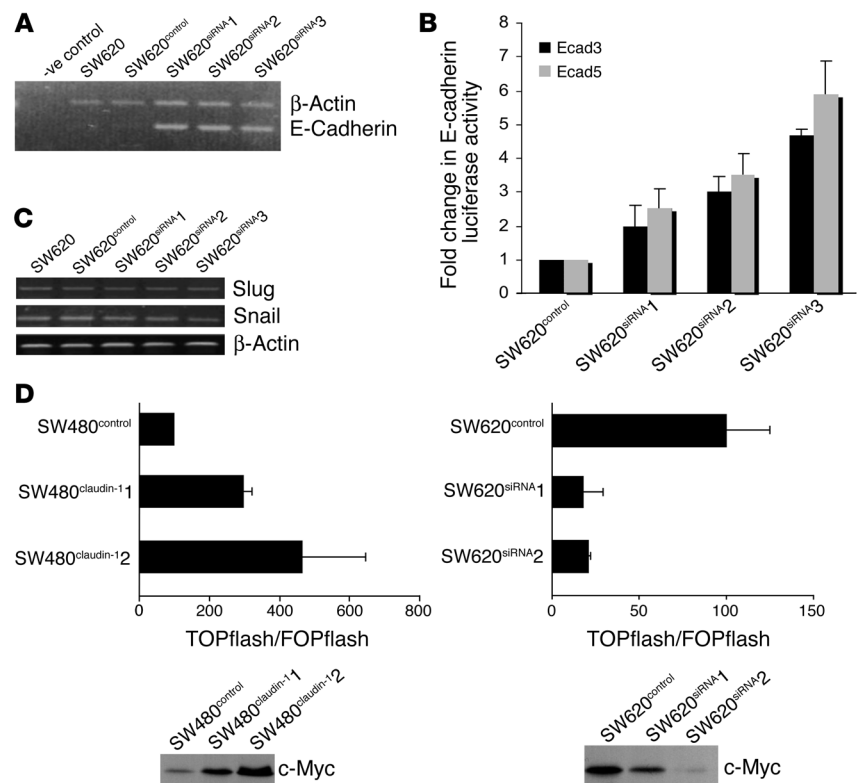 A
-ve control
SW620
SW620control
SW620siRNA1
SW620siRNA2
SW620siRNA3
β-Actin
E-Cadherin
B
Fold change in E-cadherin
luciferase activity
8
7
6
5
4
3
2
1
0
Ecad3
Ecad5
SW620control
SW620siRNA1
SW620siRNA2
SW620siRNA3
C
SW620
SW620control
SW620siRNA1
SW620siRNA2
SW620siRNA3
Slug
Snail
β-Actin
D
SW480control
SW480claudin-11
SW480claudin-12
0 200 400 600 800
TOPflash/FOPflash
SW620control
SW620siRNA1
SW620siRNA2
0 50 100 150
TOPflash/FOPflash
SW480control
SW480claudin-11
SW480claudin-12
c-Myc
SW620control
SW620siRNA1
SW620siRNA2
c-Myc